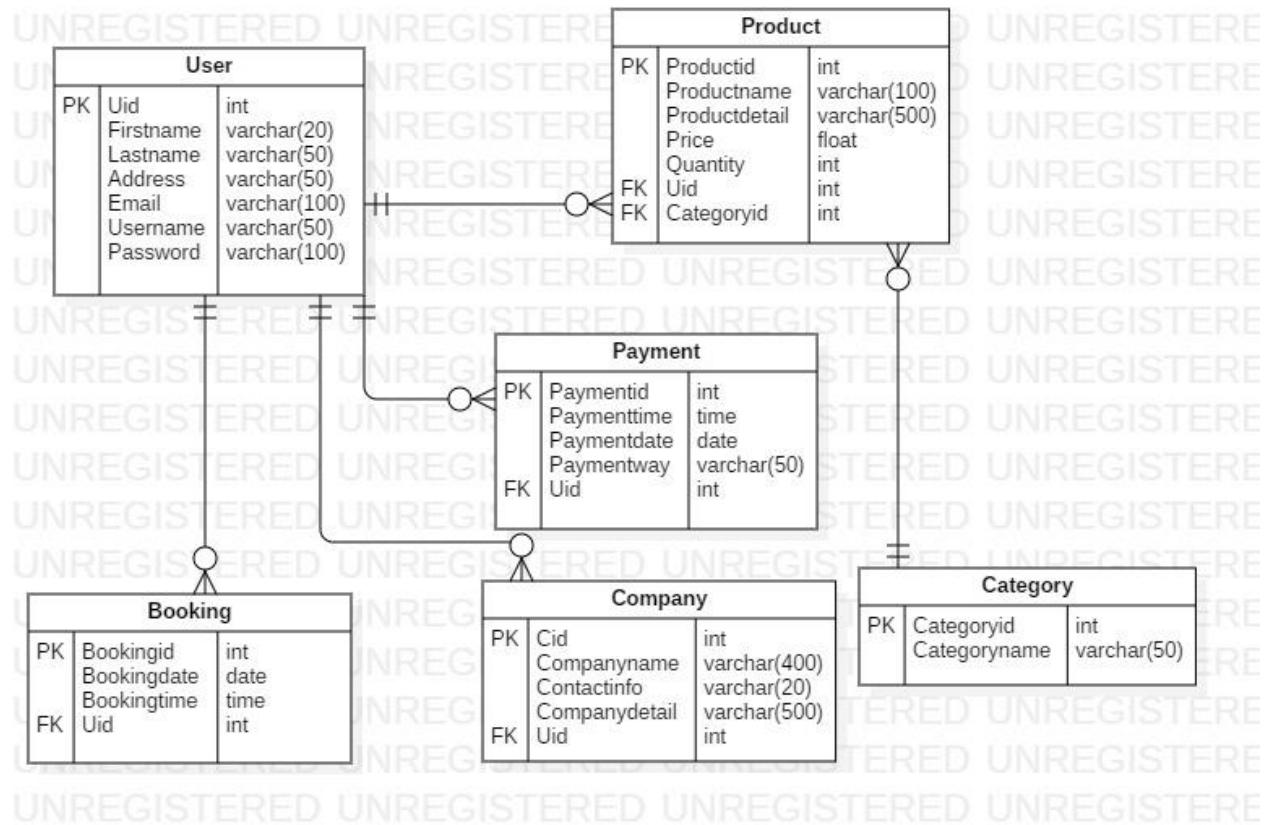 User
PK Uid int
Firstname varchar(20)
Lastname varchar(50)
Address varchar(50)
Email varchar(100)
Username varchar(50)
Password varchar(100)
Product
PK Productid int
Productname varchar(100)
Productdetail varchar(500)
Price float
Quantity int
FK Uid int
FK Categoryid int
Payment
PK Paymentid int
Paymenttime time
Paymentdate date
Paymentway varchar(50)
FK Uid int
Booking
PK Bookingid int
Bookingdate date
Bookingtime time
FK Uid int
Company
PK Cid int
Companyname varchar(400)
Contactinfo varchar(20)
Companydetail varchar(500)
FK Uid int
Category
PK Categoryid int
Categoryname varchar(50)
UNREGISTERED UNREGISTERED UNREGISTERED UNREGISTERE